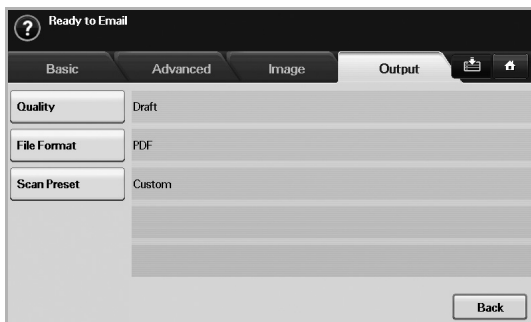 ? Ready to Email
Basic Advanced Image Output
Quality Draft
File Format PDF
Scan Preset Custom
Back